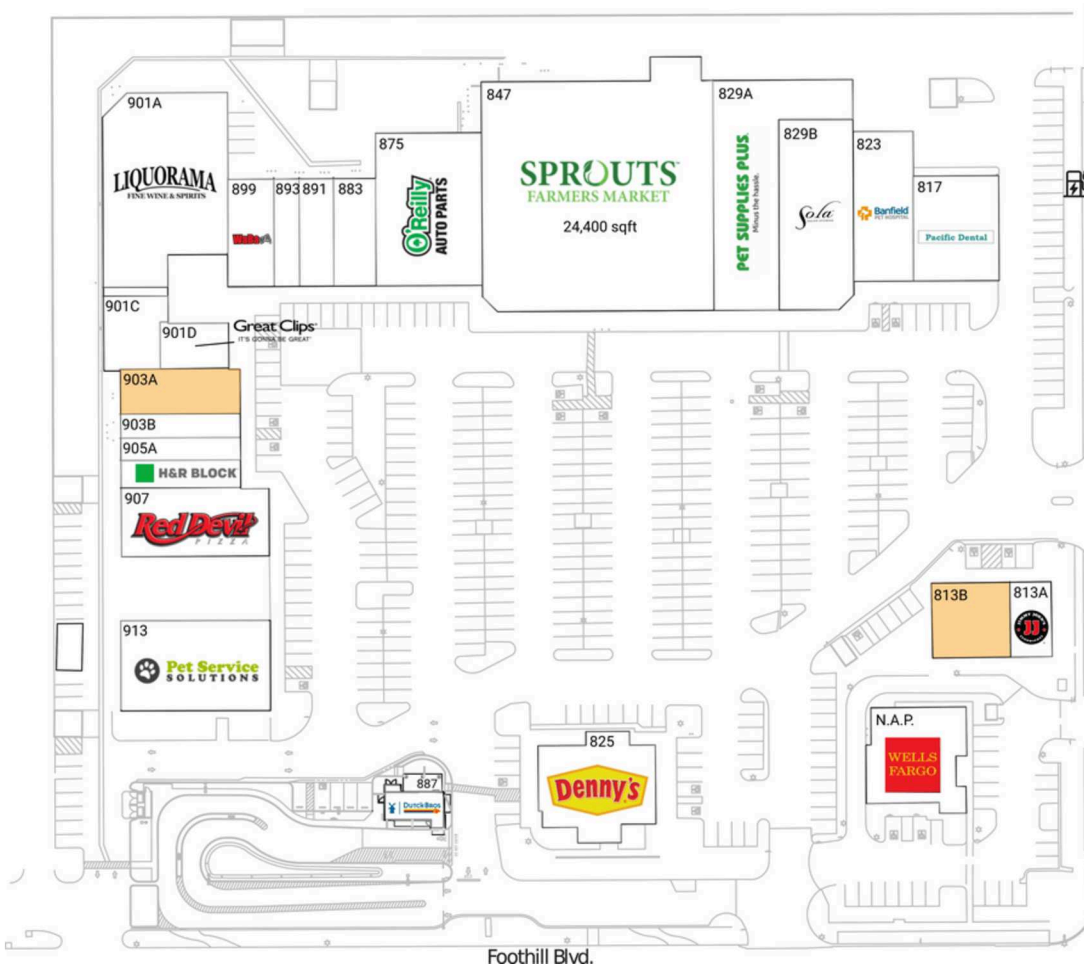 901A
LIQUORAMA
FINE WINE & SPIRITS
899
WaBa
893
891
883
875
O'Reilly
AUTO PARTS
847
SPROUTS
FARMERS MARKET
24,400 sqft
829A
PET SUPPLIES PLUS.
Minus the hassle.
829B
Sola
823
Banfield
PET HOSPITAL
817
Pacific Dental
901C
901D
Great Clips
IT'S GONNA BE GREAT
903A
903B
905A
H&R BLOCK
907
Red Devil
PIZZA
913
Pet Service
SOLUTIONS
813B
813A
JJ
N.A.P.
WELLS
FARGO
825
Denny's
887
Dutch Bros
Foothill Blvd.